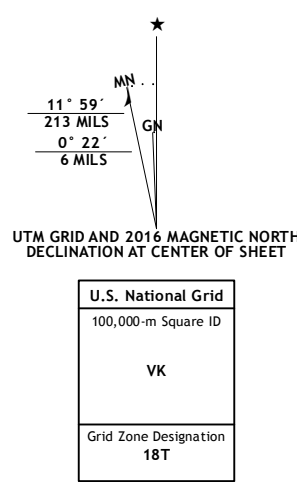 ★
MN
11° 59´
213 MILS
GN
0° 22´
6 MILS
UTM GRID AND 2016 MAGNETIC NORTH
DECLINATION AT CENTER OF SHEET
U.S. National Grid
100,000-m Square ID
VK
Grid Zone Designation
18T